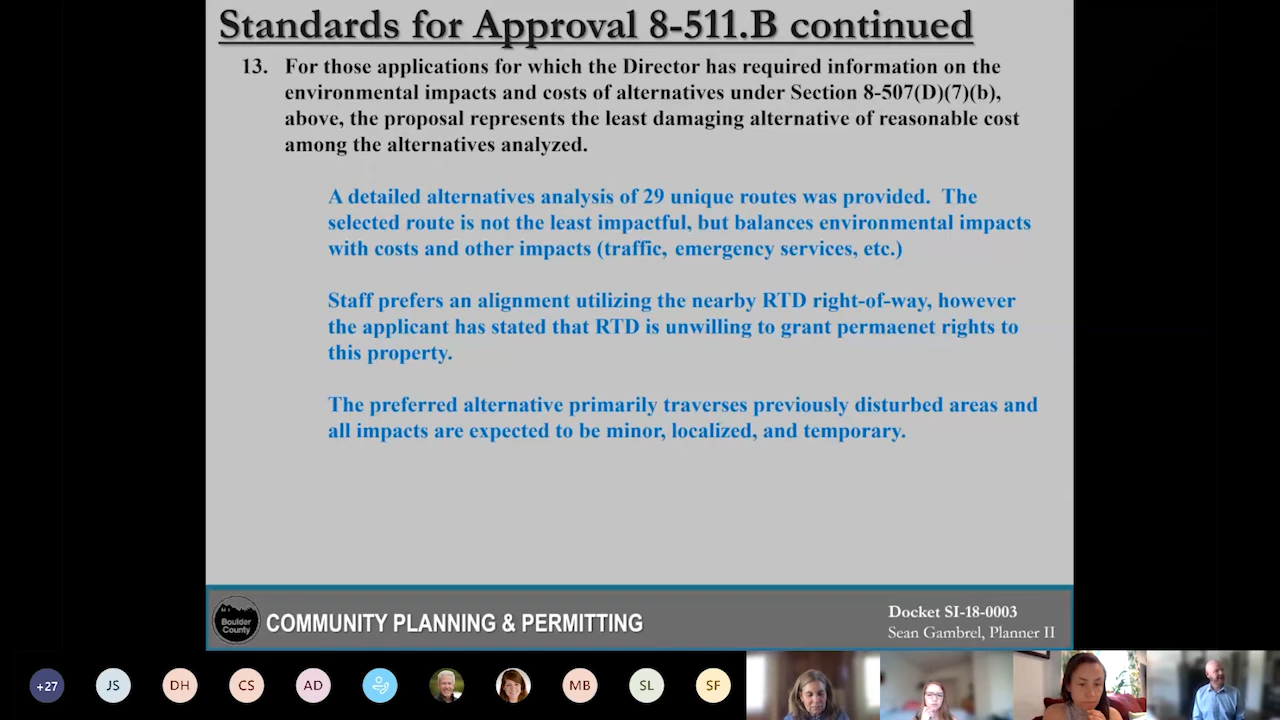 Standards for Approval 8-511.B continued
13. For those applications for which the Director has required information on the
environmental impacts and costs of alternatives under Section 8-507(D)(7)(b),
above, the proposal represents the least damaging alternative of reasonable cost
among the alternatives analyzed.
A detailed alternatives analysis of 29 unique routes was provided. The
selected route is not the least impactful, but balances environmental impacts
with costs and other impacts (traffic, emergency services, etc.)
Staff prefers an alignment utilizing the nearby RTD right-of-way, however
the applicant has stated that RTD is unwilling to grant permaenet rights to
this property.
The preferred alternative primarily traverses previously disturbed areas and
all impacts are expected to be minor, localized, and temporary.
Boulder
County
COMMUNITY PLANNING & PERMITTING
Docket SI-18-0003
Sean Gambrel, Planner II
+27 JS DH CS AD MB SL SF